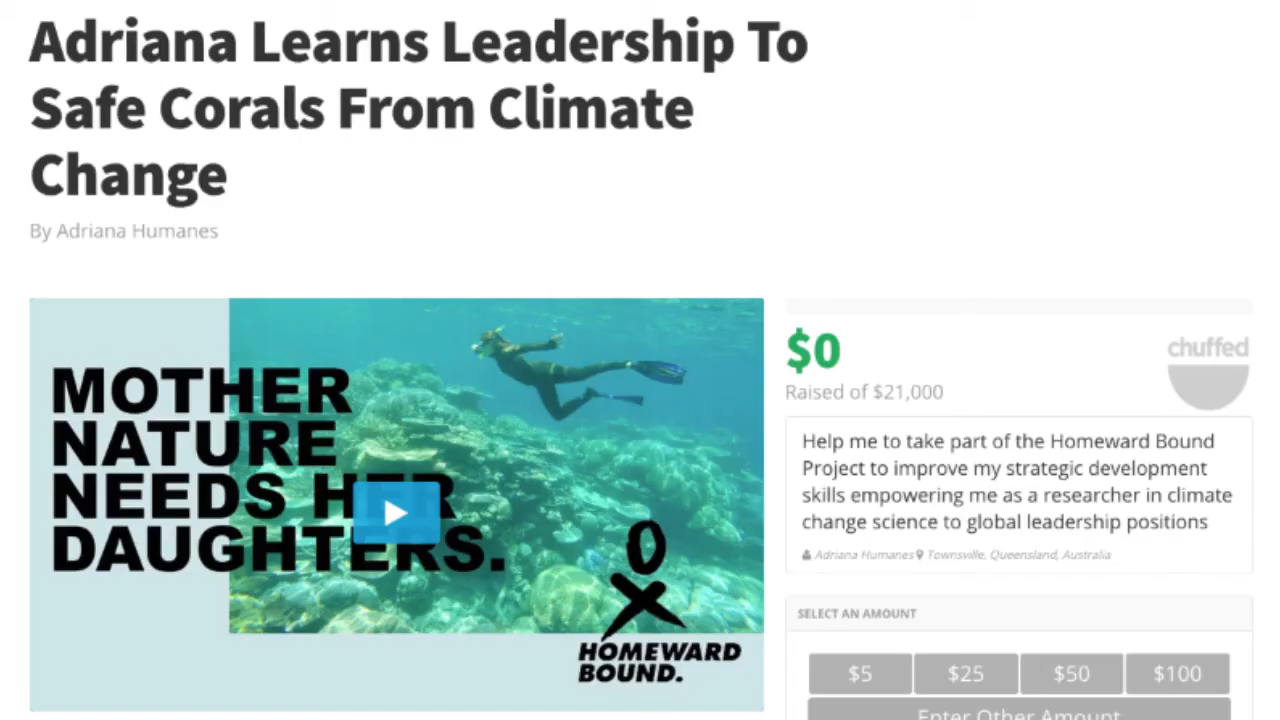 Adriana Learns Leadership To
Safe Corals From Climate
Change
By Adriana Humanes
MOTHER
NATURE
NEEDS HER
DAUGHTERS.
HOMEWARD
BOUND.
$0
chuffed
Raised of $21,000
Help me to take part of the Homeward Bound
Project to improve my strategic development
skills empowering me as a researcher in climate
change science to global leadership positions
Adriana Humanes Townsville, Queensland, Australia
SELECT AN AMOUNT
$5 $25 $50 $100
Enter Other Amount